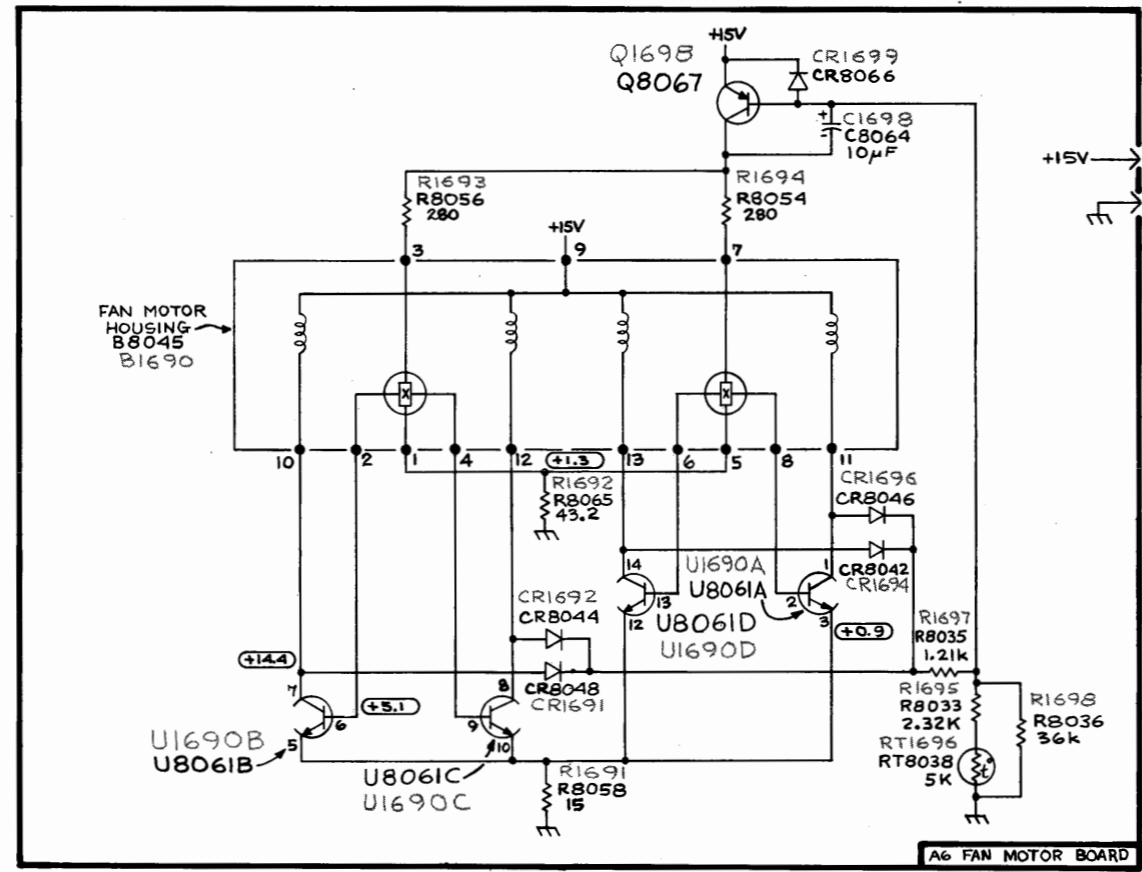 +15V
Q1698
Q8067
CR1699
CR8066
+
-
C1698
C8064
10µF
+15V
R1693
R8056
280
R1694
R8054
280
+15V
3
9
7
FAN MOTOR
HOUSING
B8045
B1690
X
X
10
2
1
4
12
+1.3
13
6
5
8
11
R1692
R8065
43.2
CR1696
CR8046
CR8042
CR1694
14
13
12
U1690A
U8061A
1
2
3
U8061D
U1690D
+0.9
CR1692
CR8044
CR8048
CR1691
R1697
R8035
1.21K
+14.4
7
6
5
+5.1
8
9
10
R1695
R8033
2.32K
R1698
R8036
36K
RT1696
RT8038
5K
t°
U1690B
U8061B
U8061C
U1690C
R1691
R8058
15
A6 FAN MOTOR BOARD